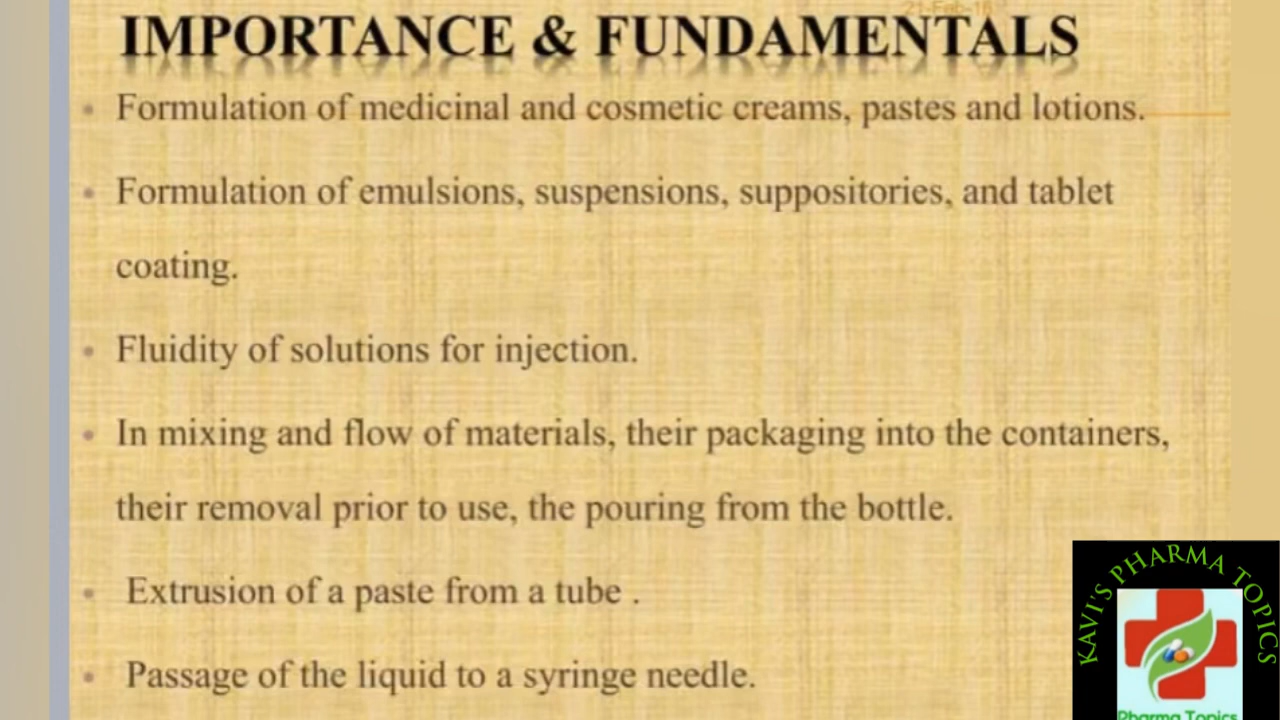 21-Feb-16
IMPORTANCE & FUNDAMENTALS
• Formulation of medicinal and cosmetic creams, pastes and lotions.
• Formulation of emulsions, suspensions, suppositories, and tablet
coating.
• Fluidity of solutions for injection.
• In mixing and flow of materials, their packaging into the containers,
their removal prior to use, the pouring from the bottle.
• Extrusion of a paste from a tube .
• Passage of the liquid to a syringe needle.
KAVI'S PHARMA TOPICS
Pharma Topics